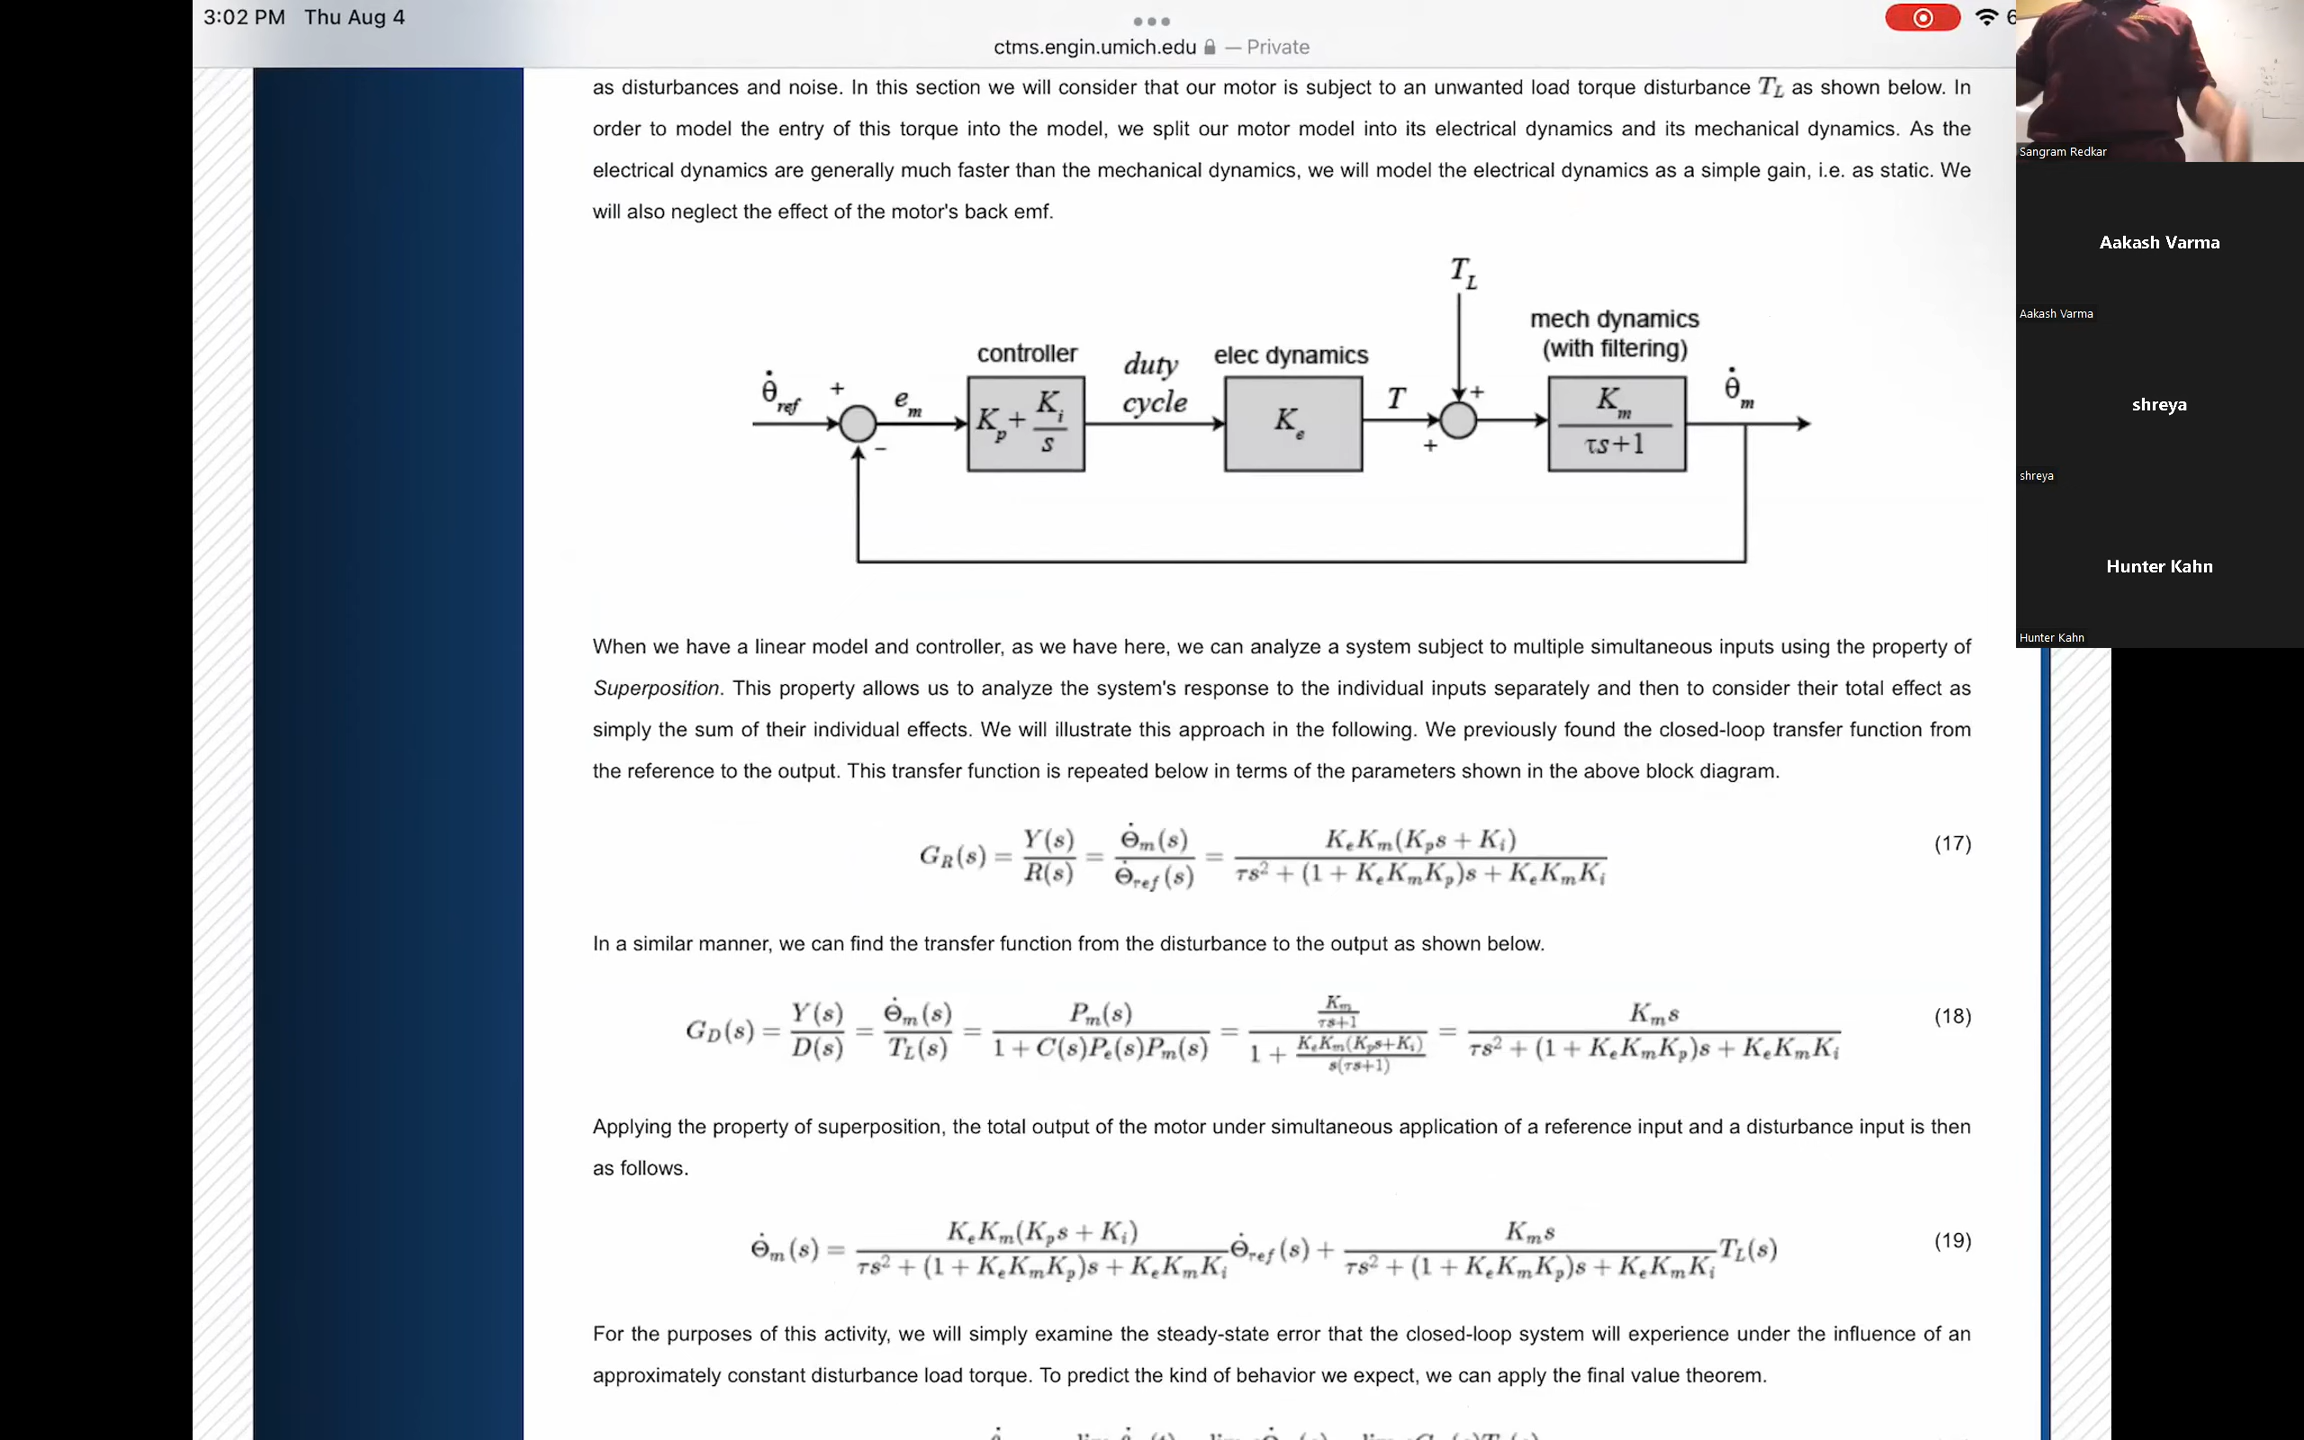 3:02 PM Thu Aug 4
ctms.engin.umich.edu — Private
as disturbances and noise. In this section we will consider that our motor is subject to an unwanted load torque disturbance T_L as shown below. In
order to model the entry of this torque into the model, we split our motor model into its electrical dynamics and its mechanical dynamics. As the
electrical dynamics are generally much faster than the mechanical dynamics, we will model the electrical dynamics as a simple gain, i.e. as static. We
will also neglect the effect of the motor's back emf.
T_L
mech dynamics
(with filtering)
controller
duty
cycle
elec dynamics
θ̇_ref
+
-
e_m
K_p + K_i/s
K_e
T
+
+
K_m/(τs+1)
θ̇_m
When we have a linear model and controller, as we have here, we can analyze a system subject to multiple simultaneous inputs using the property of
Superposition. This property allows us to analyze the system's response to the individual inputs separately and then to consider their total effect as
simply the sum of their individual effects. We will illustrate this approach in the following. We previously found the closed-loop transfer function from
the reference to the output. This transfer function is repeated below in terms of the parameters shown in the above block diagram.
G_R(s) = Y(s)/R(s) = Θ̇_m(s)/Θ̇_ref(s) = K_eK_m(K_ps + K_i)/(τs² + (1 + K_eK_mK_p)s + K_eK_mK_i) (17)
In a similar manner, we can find the transfer function from the disturbance to the output as shown below.
G_D(s) = Y(s)/D(s) = Θ̇_m(s)/T_L(s) = P_m(s)/(1 + C(s)P_e(s)P_m(s)) = (K_m/(τs+1))/(1 + K_eK_m(K_ps+K_i)/(s(τs+1))) = K_ms/(τs² + (1 + K_eK_mK_p)s + K_eK_mK_i) (18)
Applying the property of superposition, the total output of the motor under simultaneous application of a reference input and a disturbance input is then
as follows.
Θ̇_m(s) = K_eK_m(K_ps + K_i)/(τs² + (1 + K_eK_mK_p)s + K_eK_mK_i) Θ̇_ref(s) + K_ms/(τs² + (1 + K_eK_mK_p)s + K_eK_mK_i) T_L(s) (19)
For the purposes of this activity, we will simply examine the steady-state error that the closed-loop system will experience under the influence of an
approximately constant disturbance load torque. To predict the kind of behavior we expect, we can apply the final value theorem.
Sangram Redkar
Aakash Varma
Aakash Varma
shreya
shreya
Hunter Kahn
Hunter Kahn